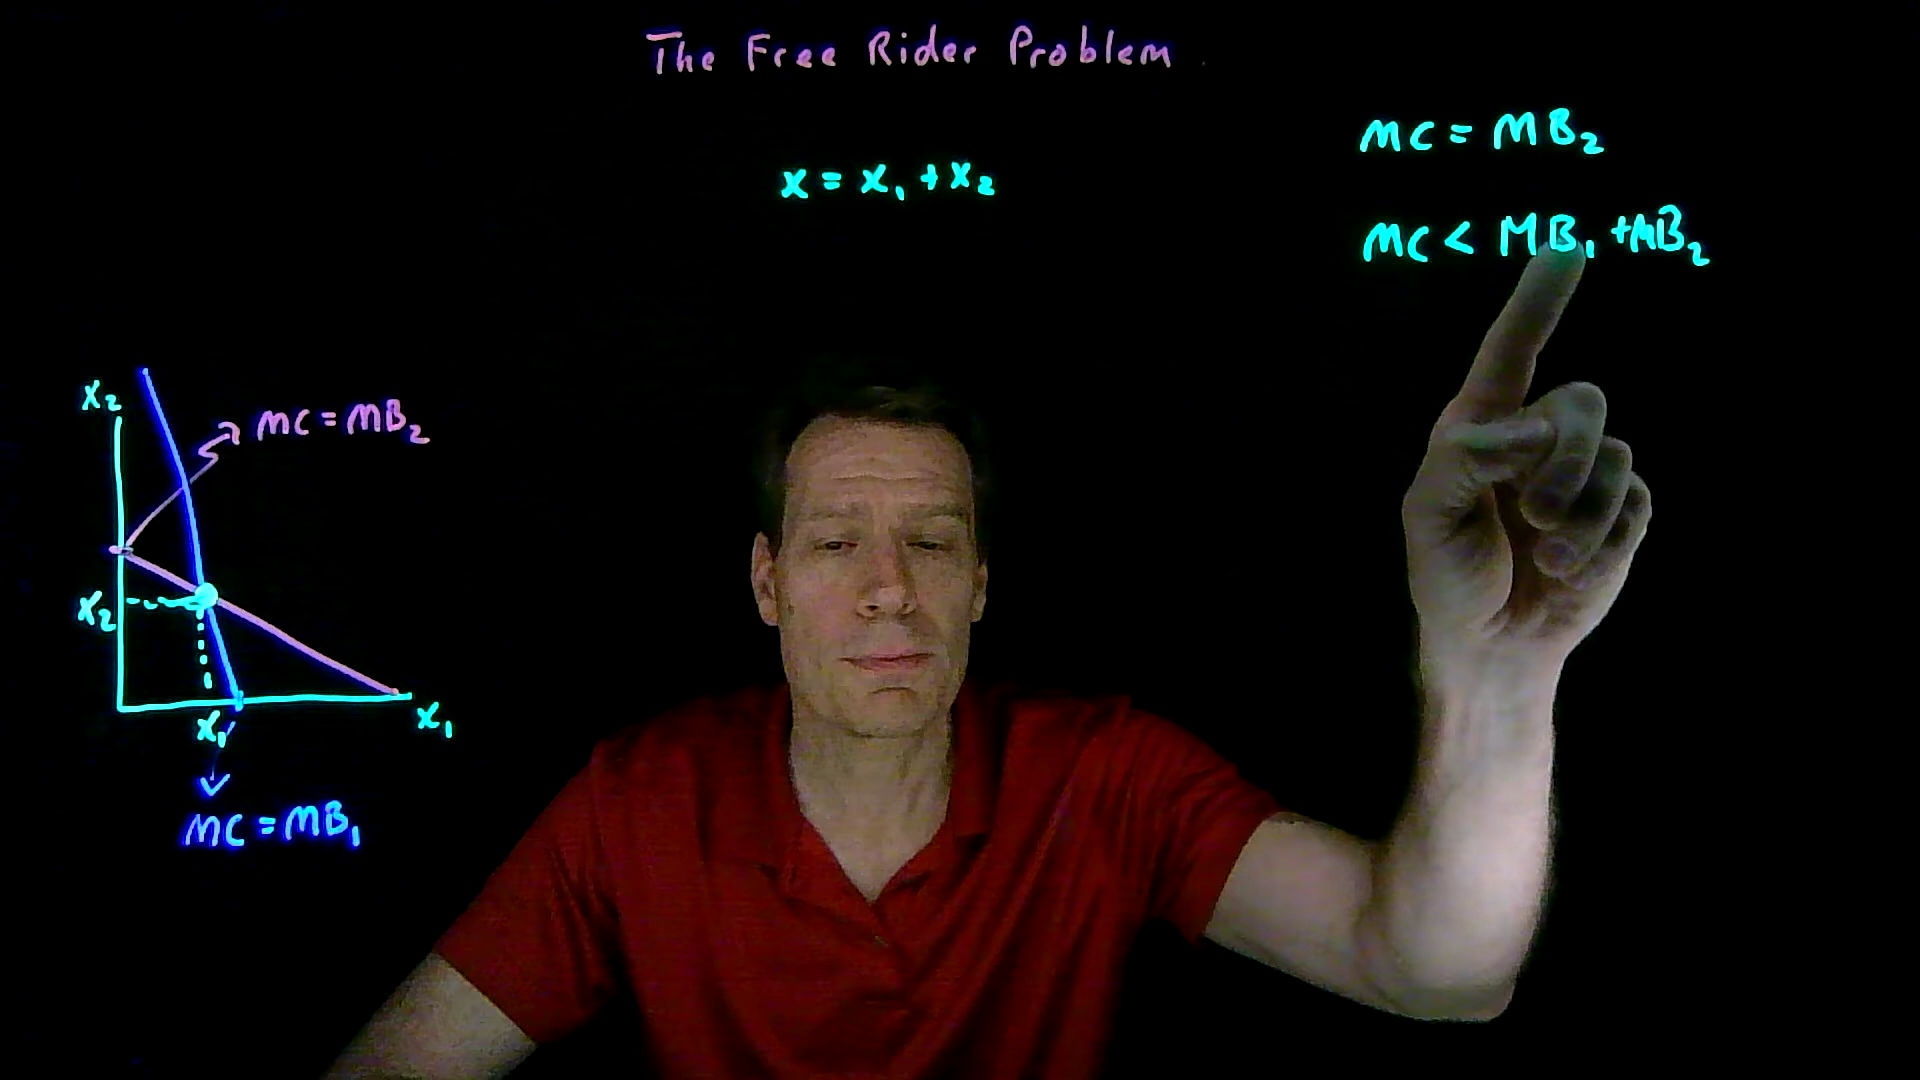 The Free Rider Problem
x = x₁ + x₂
MC = MB₂
MC < MB₁ + MB₂
x₂
MC = MB₂
x₂
x₁
x₁
MC = MB₁